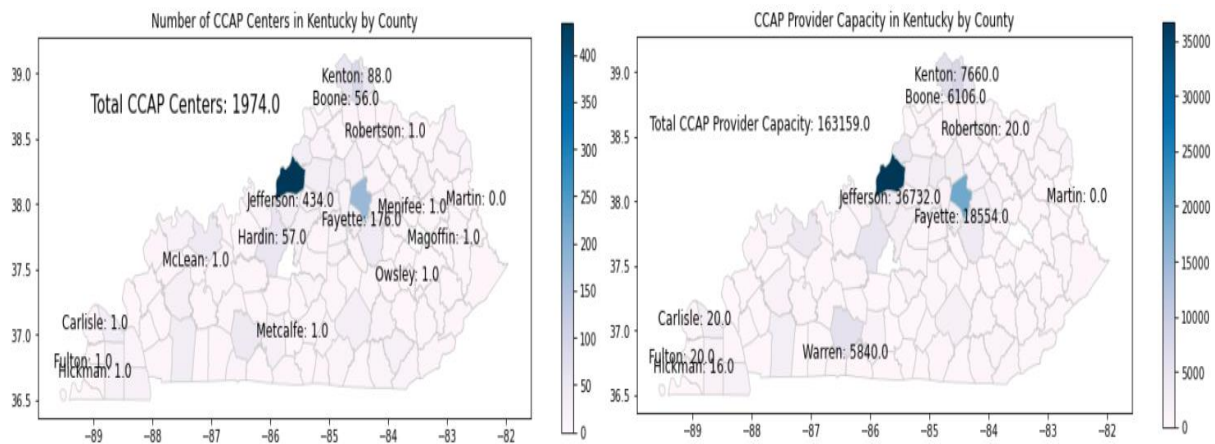 Number of CCAP Centers in Kentucky by County
Total CCAP Centers: 1974.0
Kenton: 88.0
Boone: 56.0
Robertson: 1.0
Jefferson: 434.0
Menifee: 1.0
Martin: 0.0
Fayette: 176.0
Hardin: 57.0
Magoffin: 1.0
McLean: 1.0
Owsley: 1.0
Carlisle: 1.0
Metcalfe: 1.0
Fulton: 1.0
Hickman: 1.0
39.0
38.5
38.0
37.5
37.0
36.5
−89
−88
−87
−86
−85
−84
−83
−82
400
350
300
250
200
150
100
50
0
CCAP Provider Capacity in Kentucky by County
Total CCAP Provider Capacity: 163159.0
Kenton: 7660.0
Boone: 6106.0
Robertson: 20.0
Jefferson: 36732.0
Martin: 0.0
Fayette: 18554.0
Carlisle: 20.0
Warren: 5840.0
Fulton: 20.0
Hickman: 16.0
39.0
38.5
38.0
37.5
37.0
36.5
−89
−88
−87
−86
−85
−84
−83
−82
35000
30000
25000
20000
15000
10000
5000
0